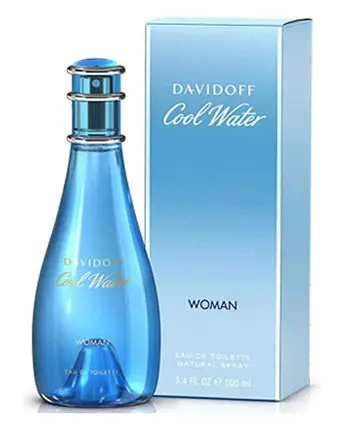 DAVIDOFF
Cool Water
WOMAN
EAU DE TOILETTE
NATURAL SPRAY
3.4 FL OZ e 100 ml
DAVIDOFF
Cool Water
WOMAN
EAU DE TOILETTE